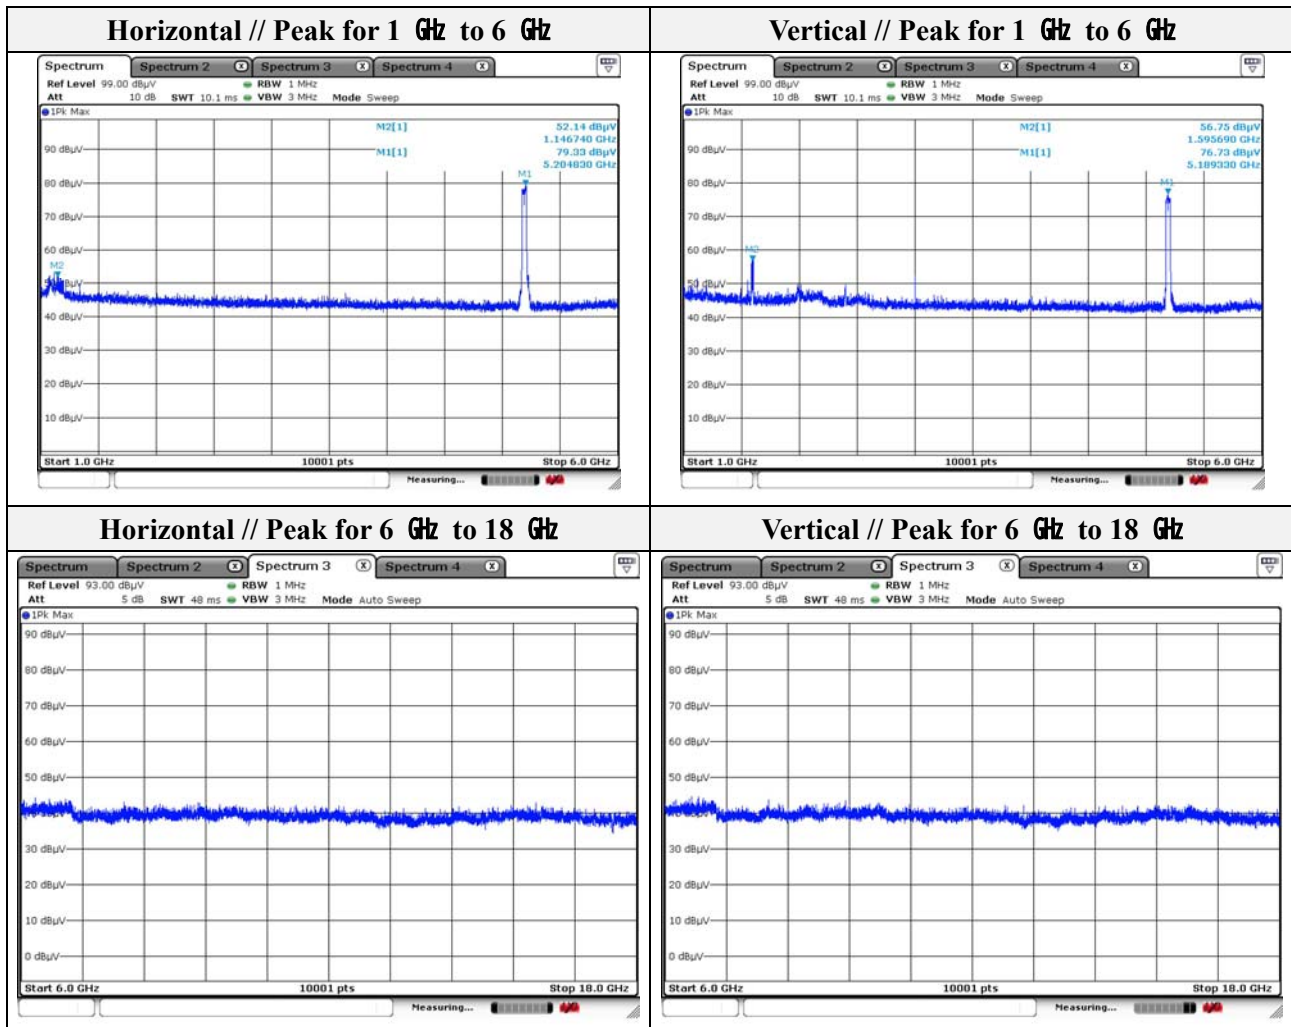 Horizontal // Peak for 1 GHz to 6 GHz
Spectrum Spectrum 2 X Spectrum 3 X Spectrum 4 X
Ref Level 99.00 dBµV RBW 1 MHz
Att 10 dB SWT 10.1 ms VBW 3 MHz Mode Sweep
1Pk Max
M2[1] 52.14 dBµV
1.146740 GHz
90 dBµV
M1[1] 79.33 dBµV
5.204830 GHz
M1
80 dBµV
70 dBµV
60 dBµV
M2
50 dBµV
40 dBµV
30 dBµV
20 dBµV
10 dBµV
Start 1.0 GHz 10001 pts Stop 6.0 GHz
Measuring...
Vertical // Peak for 1 GHz to 6 GHz
Spectrum Spectrum 2 X Spectrum 3 X Spectrum 4 X
Ref Level 99.00 dBµV RBW 1 MHz
Att 10 dB SWT 10.1 ms VBW 3 MHz Mode Sweep
1Pk Max
M2[1] 56.75 dBµV
1.595690 GHz
90 dBµV
M1[1] 76.73 dBµV
5.189330 GHz
80 dBµV
M1
70 dBµV
60 dBµV
M2
50 dBµV
40 dBµV
30 dBµV
20 dBµV
10 dBµV
Start 1.0 GHz 10001 pts Stop 6.0 GHz
Measuring...
Horizontal // Peak for 6 GHz to 18 GHz
Spectrum Spectrum 2 X Spectrum 3 X Spectrum 4 X
Ref Level 93.00 dBµV RBW 1 MHz
Att 5 dB SWT 48 ms VBW 3 MHz Mode Auto Sweep
1Pk Max
90 dBµV
80 dBµV
70 dBµV
60 dBµV
50 dBµV
30 dBµV
20 dBµV
10 dBµV
0 dBµV
Start 6.0 GHz 10001 pts Stop 18.0 GHz
Measuring...
Vertical // Peak for 6 GHz to 18 GHz
Spectrum Spectrum 2 X Spectrum 3 X Spectrum 4 X
Ref Level 93.00 dBµV RBW 1 MHz
Att 5 dB SWT 48 ms VBW 3 MHz Mode Auto Sweep
1Pk Max
90 dBµV
80 dBµV
70 dBµV
60 dBµV
50 dBµV
30 dBµV
20 dBµV
10 dBµV
0 dBµV
Start 6.0 GHz 10001 pts Stop 18.0 GHz
Measuring...